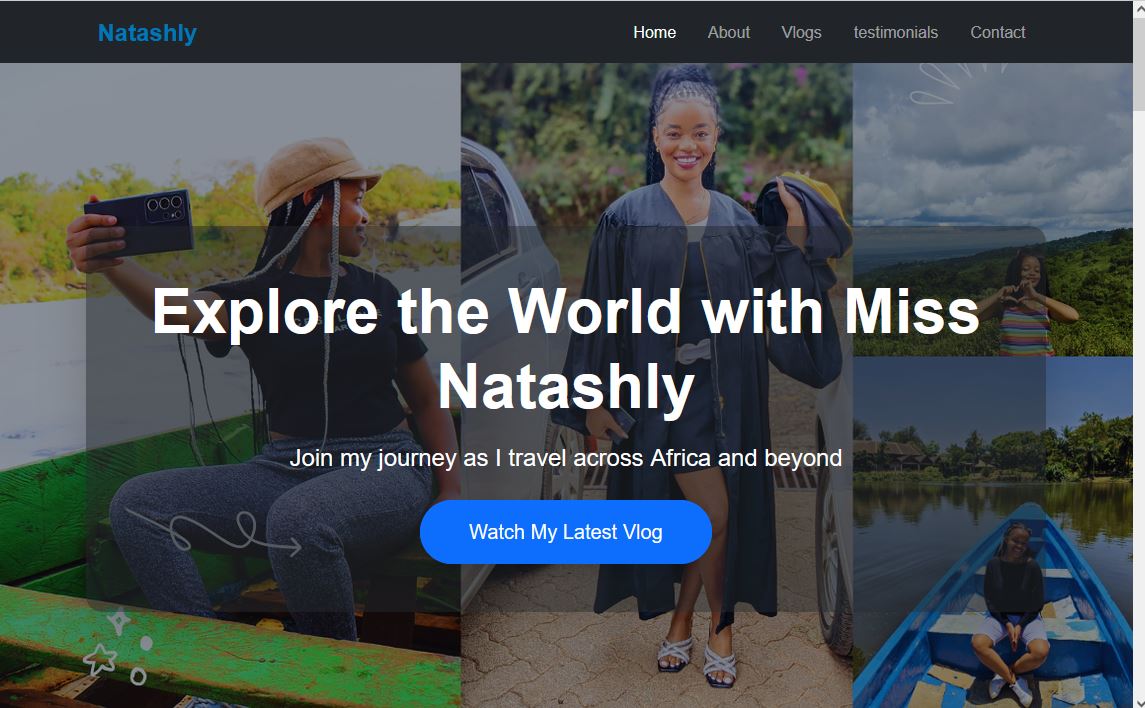 Natashly
Home About Vlogs testimonials Contact
Explore the World with Miss
Natashly
Join my journey as I travel across Africa and beyond
Watch My Latest Vlog